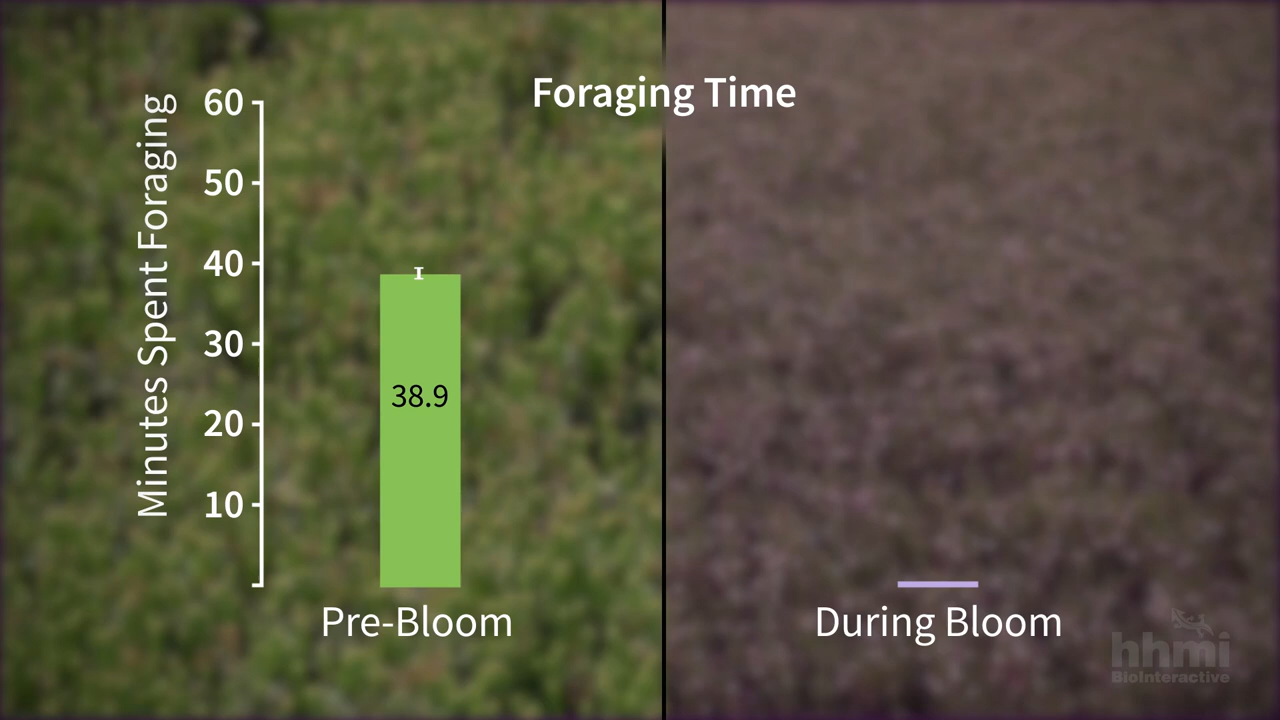 Foraging Time
Minutes Spent Foraging
60
50
40
30
20
10
38.9
Pre-Bloom
During Bloom
hhmi
BioInteractive